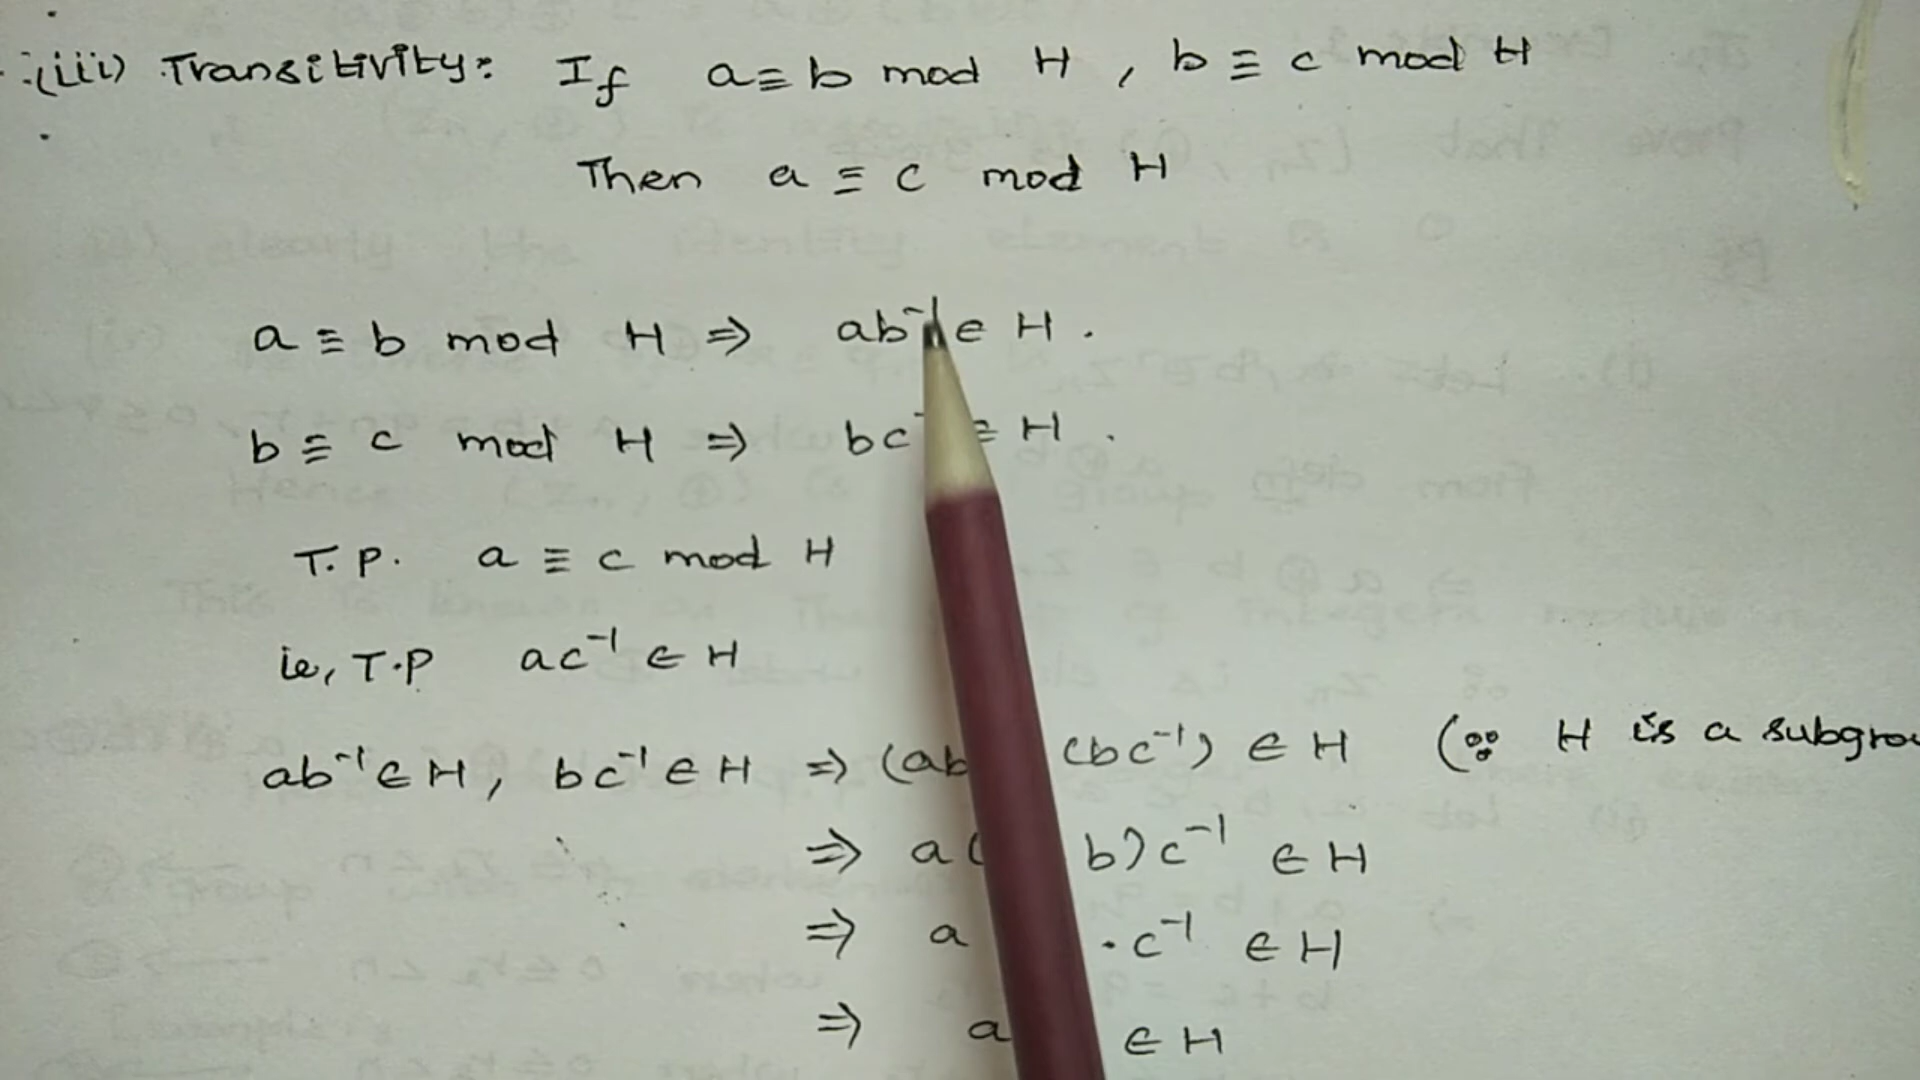 (iii) Transitivity: If a ≡ b mod H, b ≡ c mod H
Then a ≡ c mod H
a ≡ b mod H ⇒ ab⁻¹ ∈ H.
b ≡ c mod H ⇒ bc⁻ ∈ H.
T.P. a ≡ c mod H
ie, T.P ac⁻¹ ∈ H
ab⁻¹ ∈ H, bc⁻¹ ∈ H ⇒ (ab (bc⁻¹) ∈ H (∵ H is a subgrou
⇒ a( b)c⁻¹ ∈ H
⇒ a ·c⁻¹ ∈ H
⇒ a ∈ H